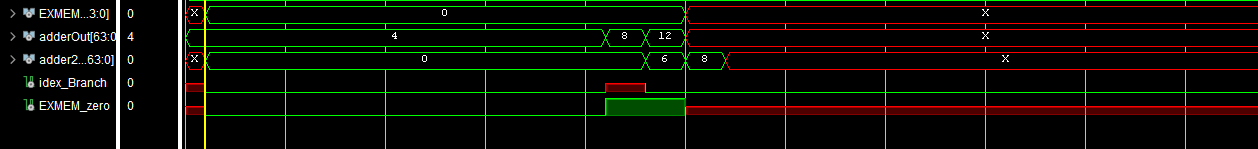 EXMEM...3:0] 0 X 0 X
adderOut[63:0 4 4 8 12 X
adder2...63:0] 0 X 0 6 8 X
idex_Branch 0
EXMEM_zero 0